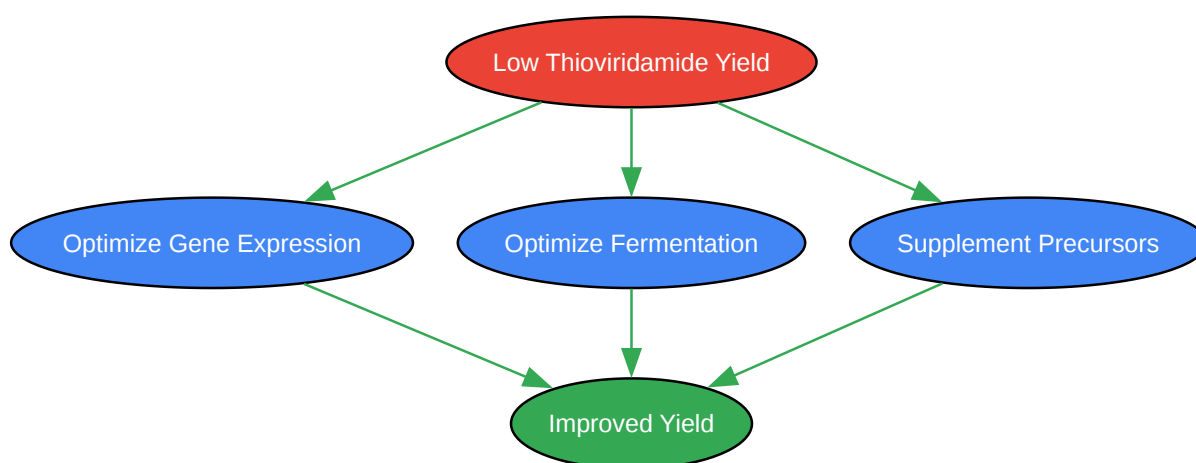 Low Thioviridamide Yield
Optimize Gene Expression
Optimize Fermentation
Supplement Precursors
Improved Yield